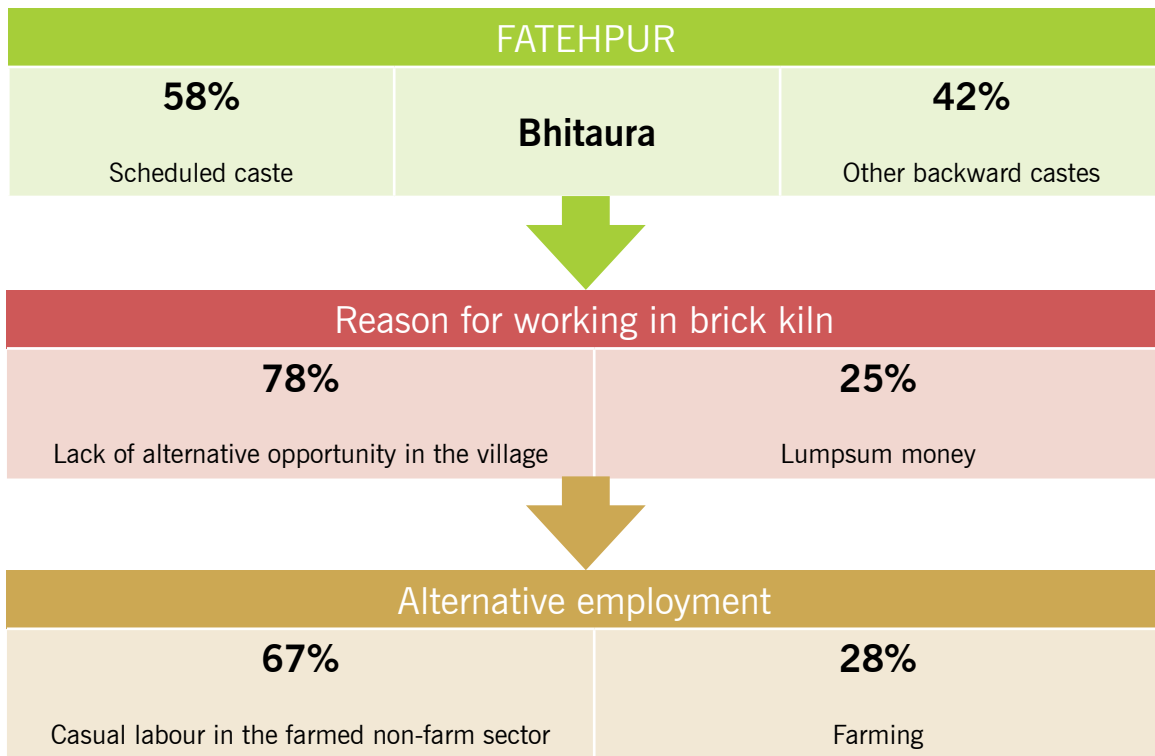 FATEHPUR
58%
Scheduled caste
Bhitaura
42%
Other backward castes
Reason for working in brick kiln
78%
Lack of alternative opportunity in the village
25%
Lumpsum money
Alternative employment
67%
Casual labour in the farmed non-farm sector
28%
Farming